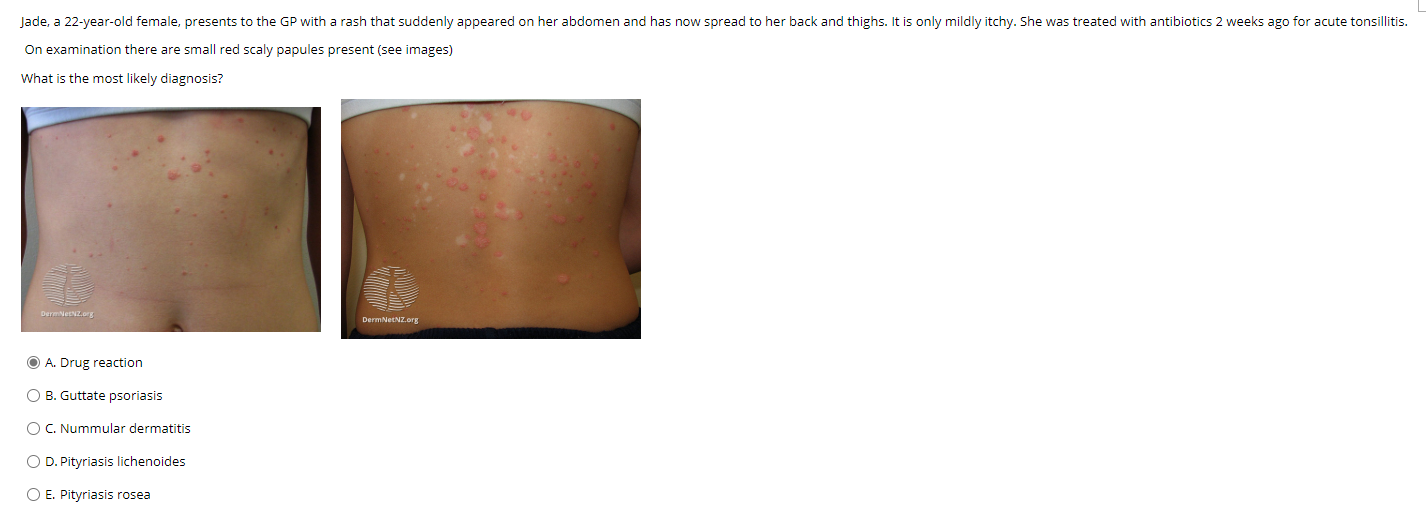 Jade, a 22-year-old female, presents to the GP with a rash that suddenly appeared on her abdomen and has now spread to her back and thighs. It is only mildly itchy. She was treated with antibiotics 2 weeks ago for acute tonsillitis.
On examination there are small red scaly papules present (see images)
What is the most likely diagnosis?
DermNetNZ.org
DermNetNZ.org
A. Drug reaction
B. Guttate psoriasis
C. Nummular dermatitis
D. Pityriasis lichenoides
E. Pityriasis rosea